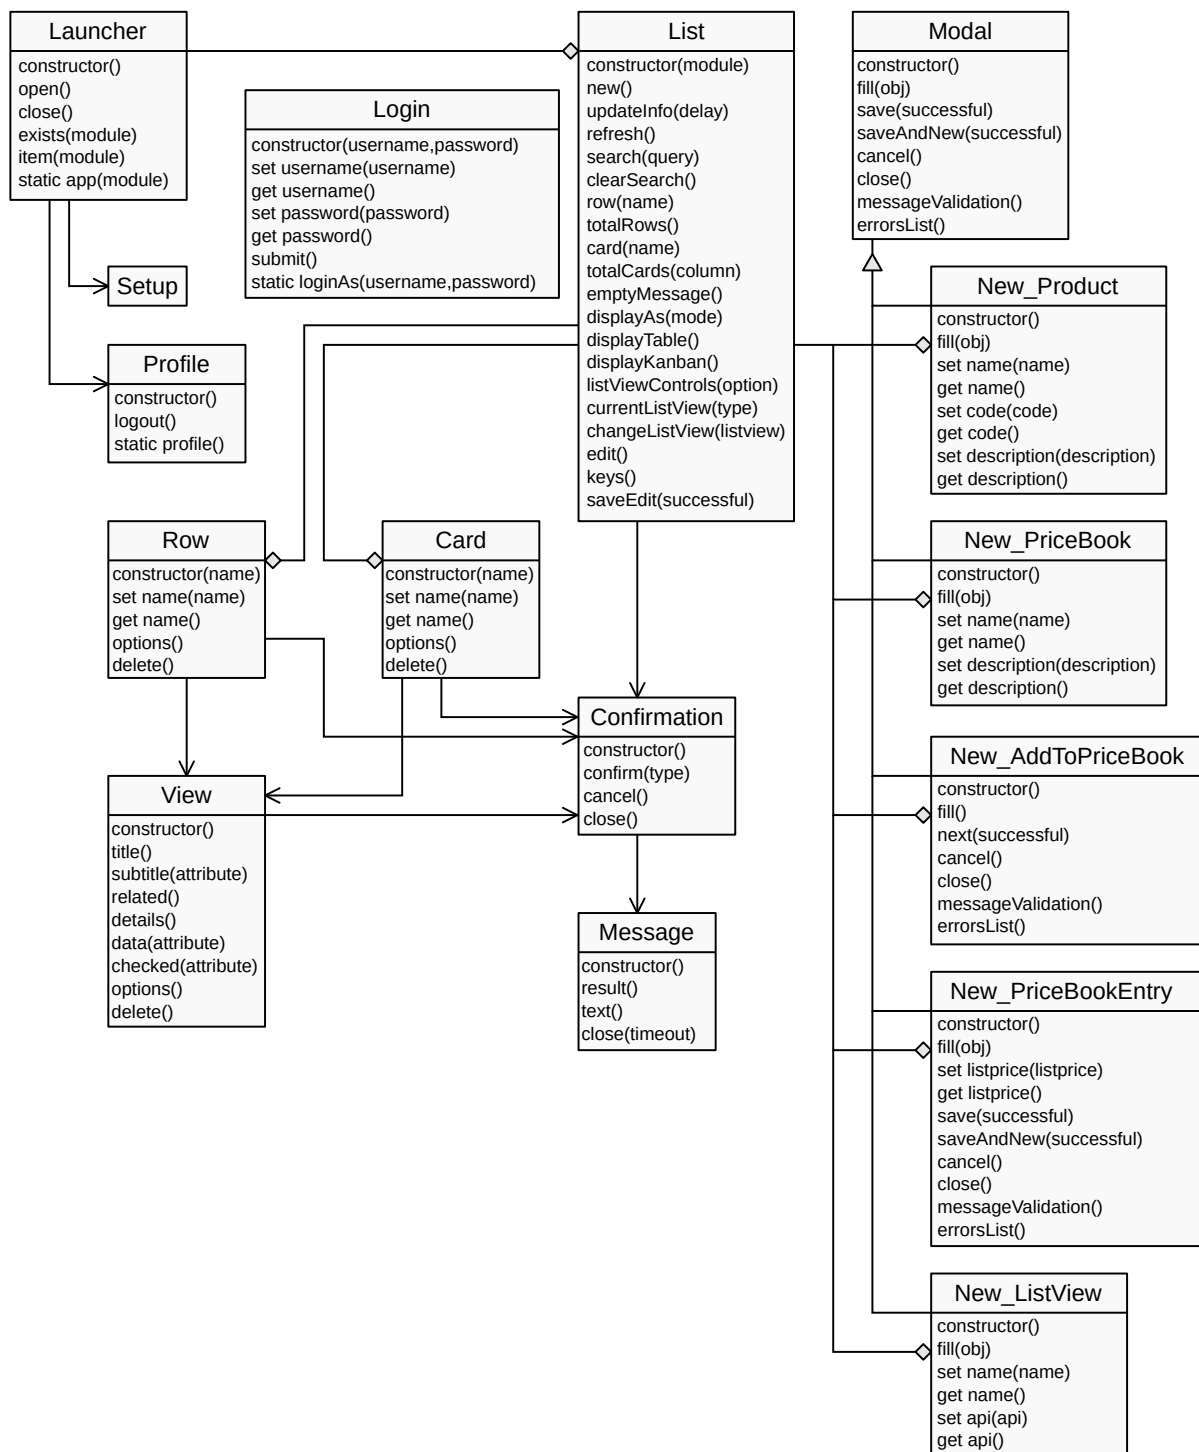 Launcher
constructor()
open()
close()
exists(module)
item(module)
static app(module)
Login
constructor(username,password)
set username(username)
get username()
set password(password)
get password()
submit()
static loginAs(username,password)
List
constructor(module)
new()
updateInfo(delay)
refresh()
search(query)
clearSearch()
row(name)
totalRows()
card(name)
totalCards(column)
emptyMessage()
displayAs(mode)
displayTable()
displayKanban()
listViewControls(option)
currentListView(type)
changeListView(listview)
edit()
keys()
saveEdit(successful)
Modal
constructor()
fill(obj)
save(successful)
saveAndNew(successful)
cancel()
close()
messageValidation()
errorsList()
Setup
Profile
constructor()
logout()
static profile()
New_Product
constructor()
fill(obj)
set name(name)
get name()
set code(code)
get code()
set description(description)
get description()
Row
constructor(name)
set name(name)
get name()
options()
delete()
Card
constructor(name)
set name(name)
get name()
options()
delete()
New_PriceBook
constructor()
fill(obj)
set name(name)
get name()
set description(description)
get description()
Confirmation
constructor()
confirm(type)
cancel()
close()
View
constructor()
title()
subtitle(attribute)
related()
details()
data(attribute)
checked(attribute)
options()
delete()
New_AddToPriceBook
constructor()
fill()
next(successful)
cancel()
close()
messageValidation()
errorsList()
Message
constructor()
result()
text()
close(timeout)
New_PriceBookEntry
constructor()
fill(obj)
set listprice(listprice)
get listprice()
save(successful)
saveAndNew(successful)
cancel()
close()
messageValidation()
errorsList()
New_ListView
constructor()
fill(obj)
set name(name)
get name()
set api(api)
get api()